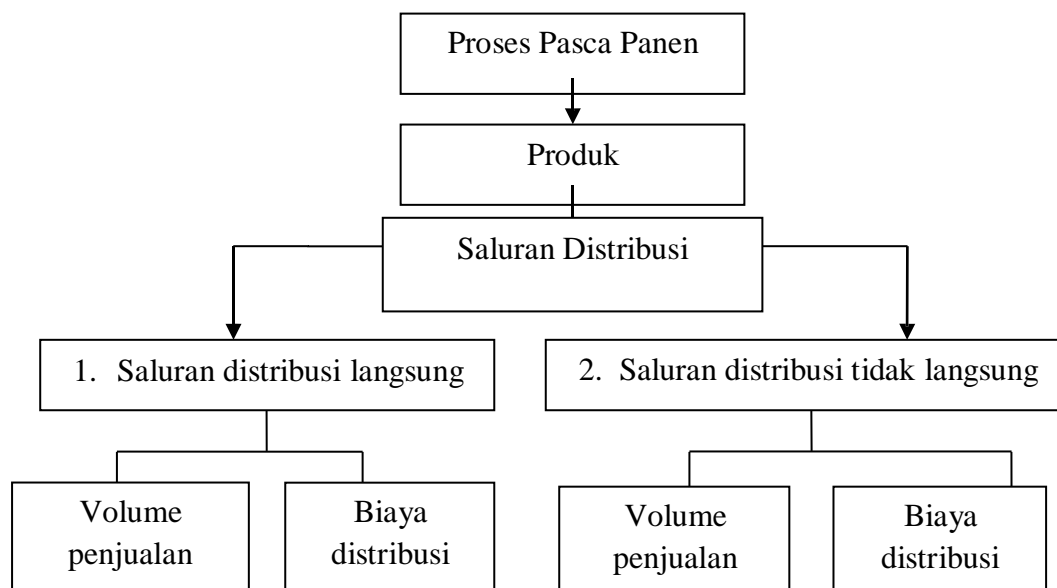 Proses Pasca Panen
Produk
Saluran Distribusi
1. Saluran distribusi langsung
2. Saluran distribusi tidak langsung
Volume
penjualan
Biaya
distribusi
Volume
penjualan
Biaya
distribusi